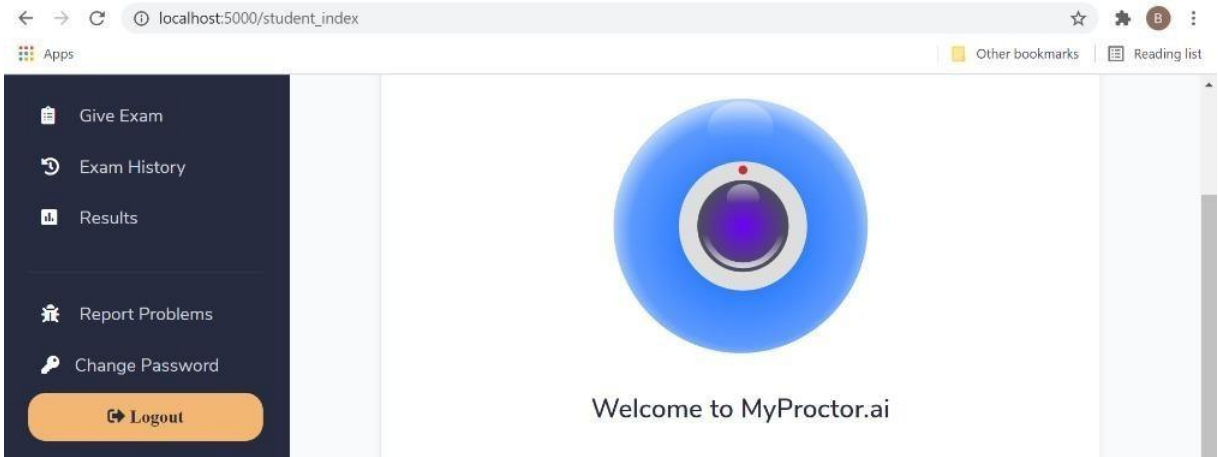 localhost:5000/student_index
B
Apps
Other bookmarks
Reading list
Give Exam
Exam History
Results
Report Problems
Change Password
Logout
Welcome to MyProctor.ai